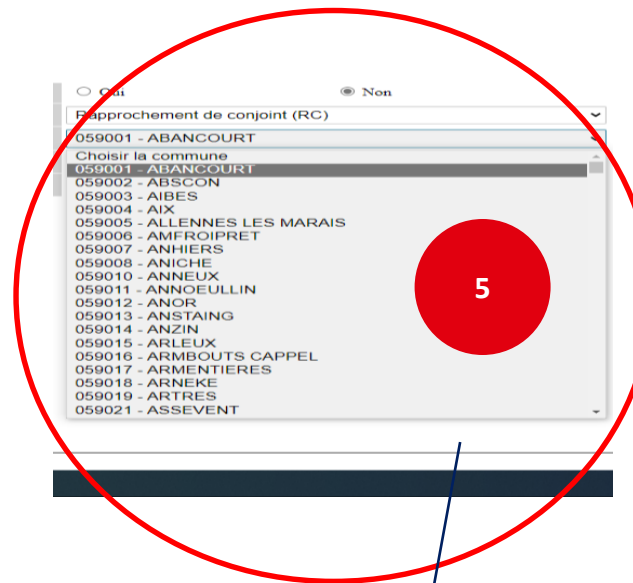 Oui Non
Rapprochement de conjoint (RC)
059001 - ABANCOURT
Choisir la commune
059001 - ABANCOURT
059002 - ABSCON
059003 - AIBES
059004 - AIX
059005 - ALLENNES LES MARAIS
059006 - AMFROIPRET
059007 - ANHIERS
059008 - ANICHE
059010 - ANNEUX
059011 - ANNOEULLIN
059012 - ANOR
059013 - ANSTAING
059014 - ANZIN
059015 - ARLEUX
059016 - ARMBOUTS CAPPEL
059017 - ARMENTIERES
059018 - ARNEKE
059019 - ARTRES
059021 - ASSEVENT
5